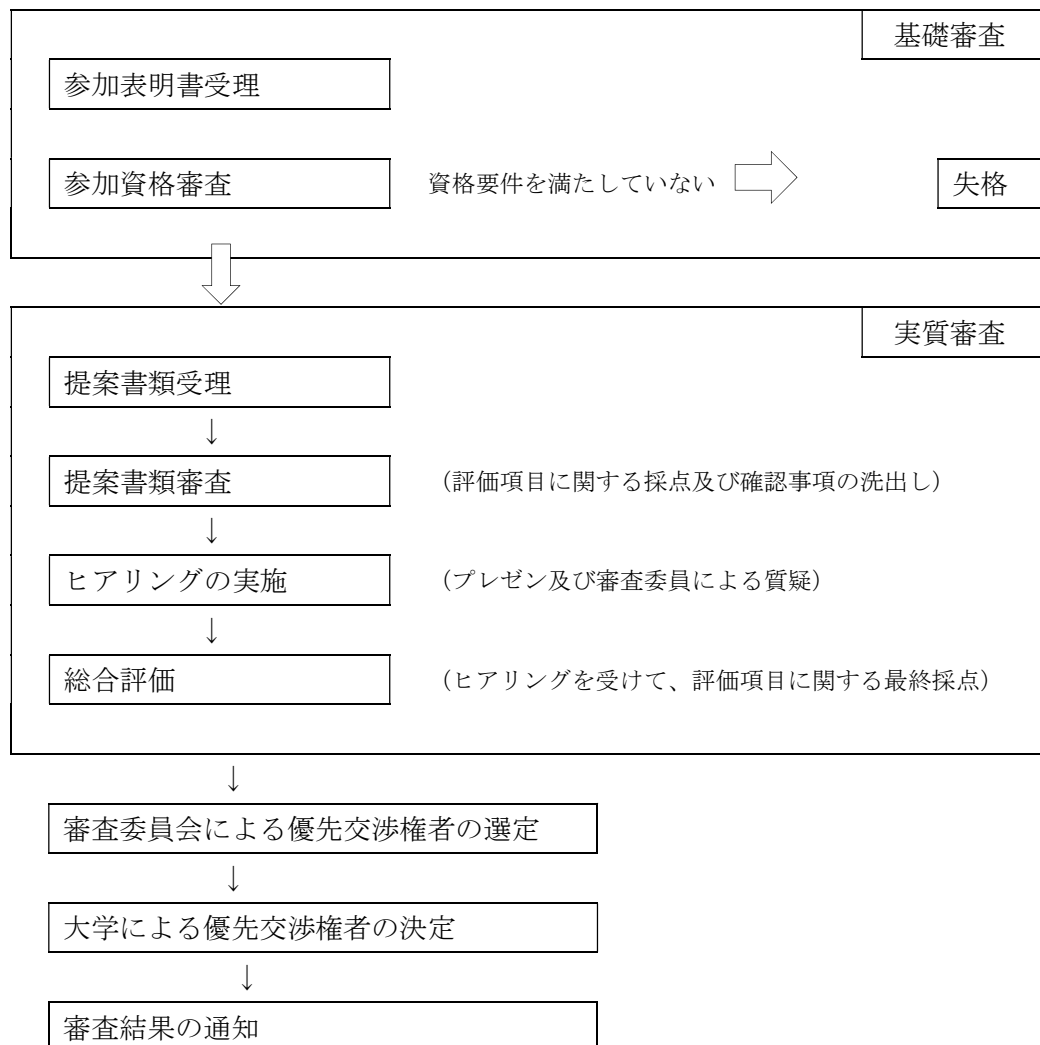 基礎審査
参加表明書受理
参加資格審査 資格要件を満たしていない 失格
実質審査
提案書類受理
↓
提案書類審査 （評価項目に関する採点及び確認事項の洗出し）
↓
ヒアリングの実施 （プレゼン及び審査委員による質疑）
↓
総合評価 （ヒアリングを受けて、評価項目に関する最終採点）
↓
審査委員会による優先交渉権者の選定
↓
大学による優先交渉権者の決定
↓
審査結果の通知